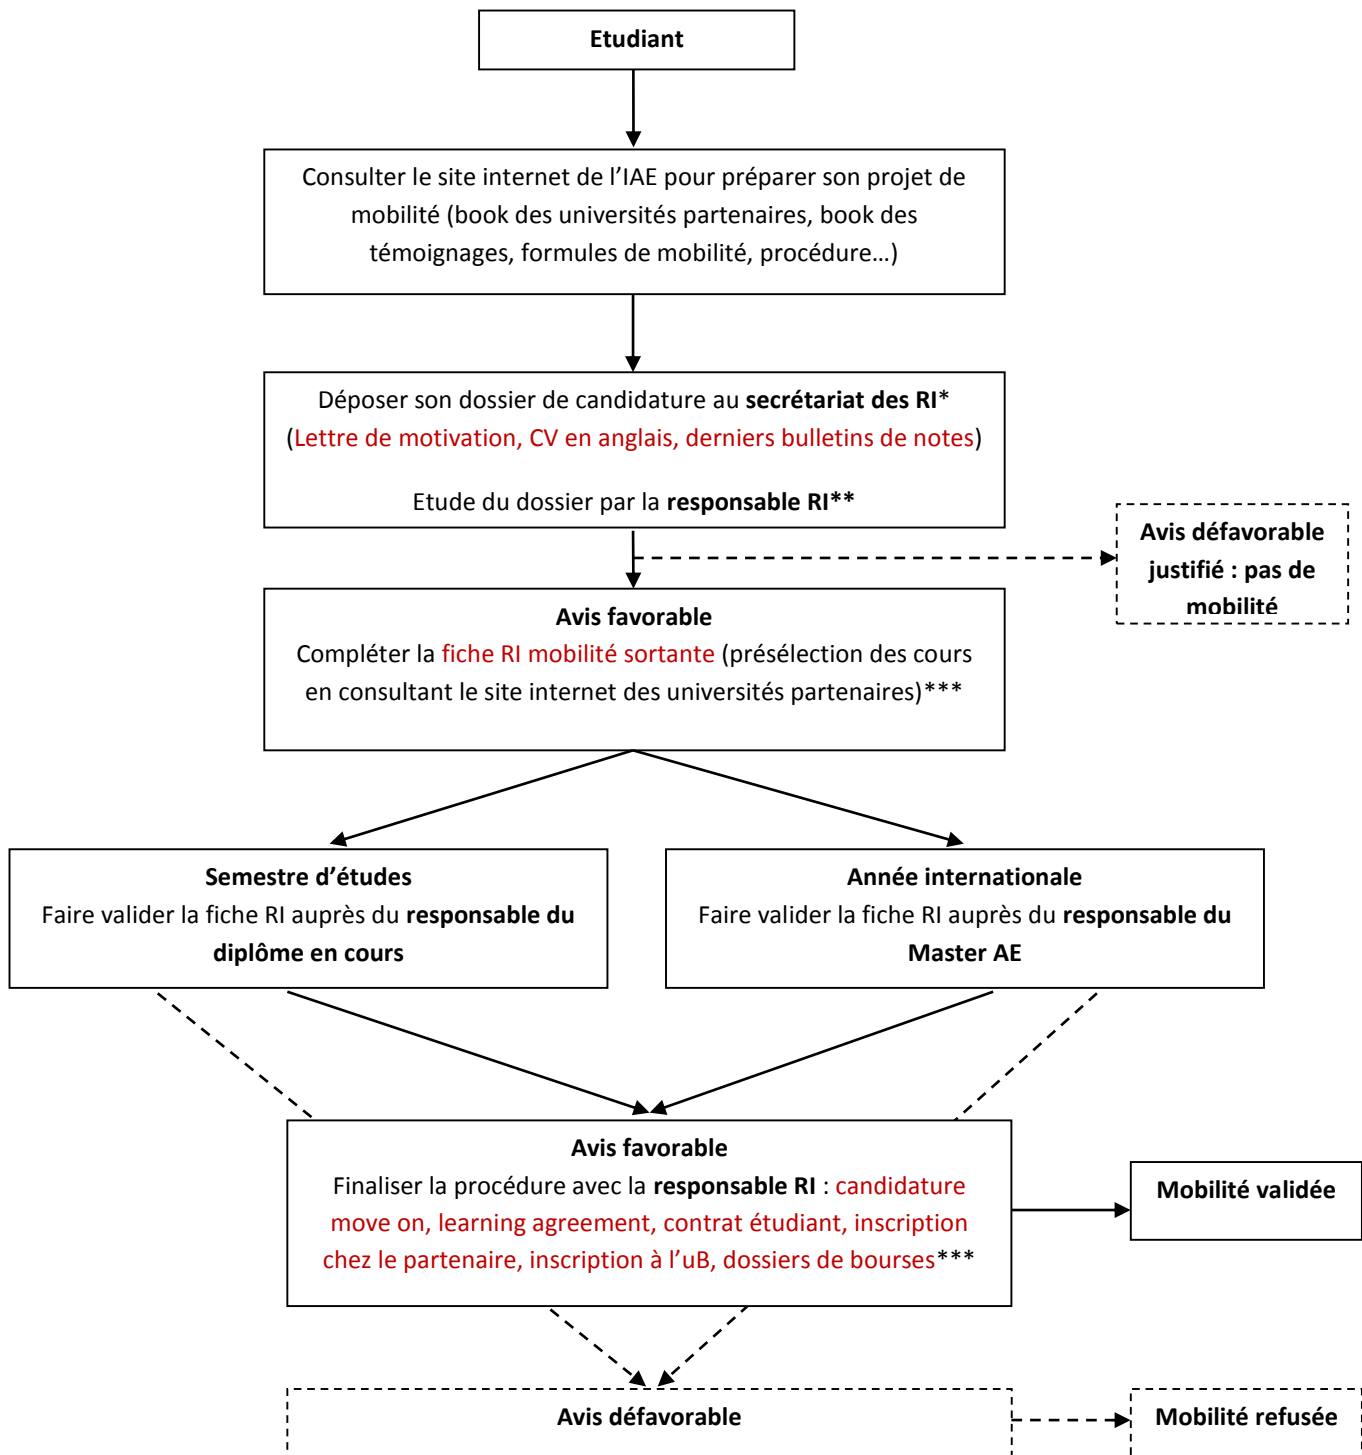 Etudiant
Consulter le site internet de l’IAE pour préparer son projet de
mobilité (book des universités partenaires, book des
témoignages, formules de mobilité, procédure…)
Déposer son dossier de candidature au secrétariat des RI*
(Lettre de motivation, CV en anglais, derniers bulletins de notes)
Etude du dossier par la responsable RI**
Avis défavorable
justifié : pas de
mobilité
Avis favorable
Compléter la fiche RI mobilité sortante (présélection des cours
en consultant le site internet des universités partenaires)***
Semestre d’études
Faire valider la fiche RI auprès du responsable du
diplôme en cours
Année internationale
Faire valider la fiche RI auprès du responsable du
Master AE
Avis favorable
Finaliser la procédure avec la responsable RI : candidature
move on, learning agreement, contrat étudiant, inscription
chez le partenaire, inscription à l’uB, dossiers de bourses***
Mobilité validée
Avis défavorable
Mobilité refusée